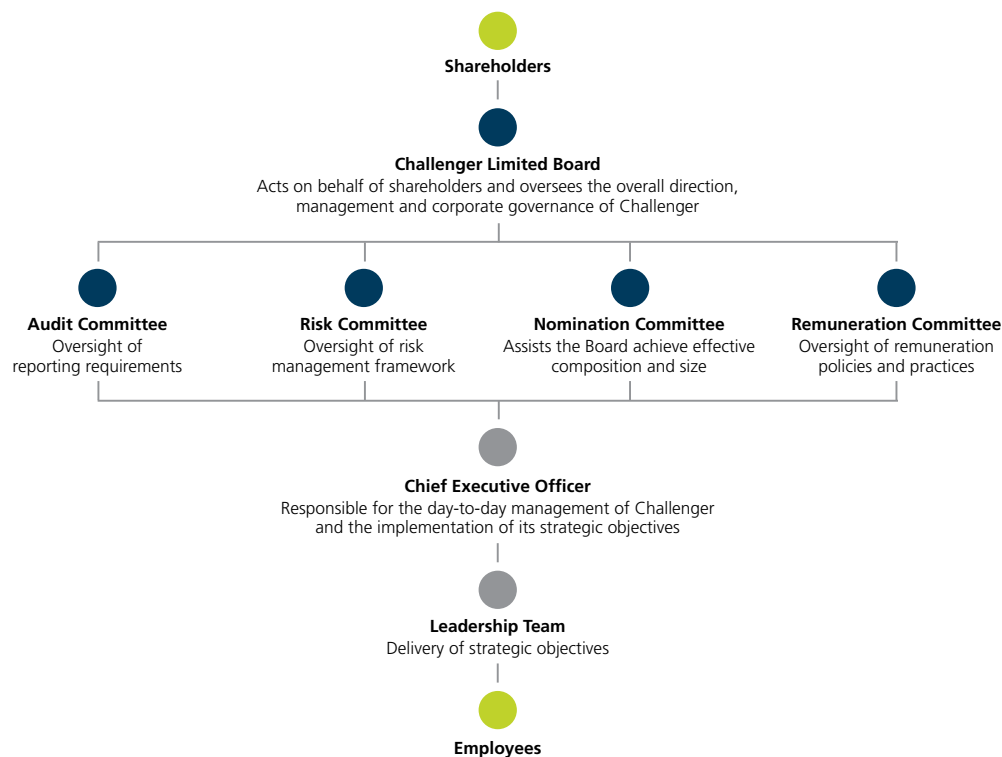 Shareholders
Challenger Limited Board
Acts on behalf of shareholders and oversees the overall direction,
management and corporate governance of Challenger
Audit Committee
Oversight of
reporting requirements
Risk Committee
Oversight of risk
management framework
Nomination Committee
Assists the Board achieve effective
composition and size
Remuneration Committee
Oversight of remuneration
policies and practices
Chief Executive Officer
Responsible for the day-to-day management of Challenger
and the implementation of its strategic objectives
Leadership Team
Delivery of strategic objectives
Employees